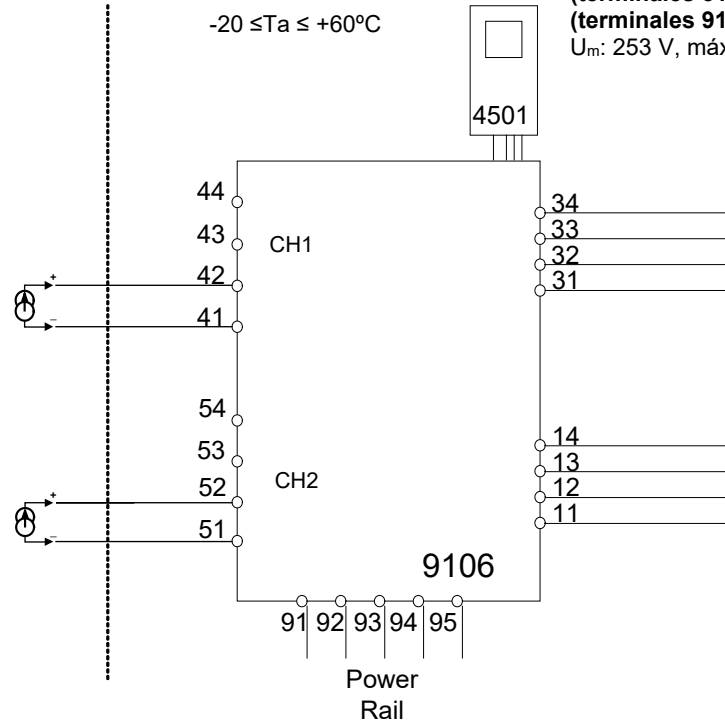 -20 ≤Ta ≤ +60ºC
(terminales 91
Um: 253 V, máx
4501
44
43
CH1
42
41
34
33
32
31
+
–
54
53
52
CH2
51
14
13
12
11
+
–
9106
91 92 93 94 95
Power
Rail